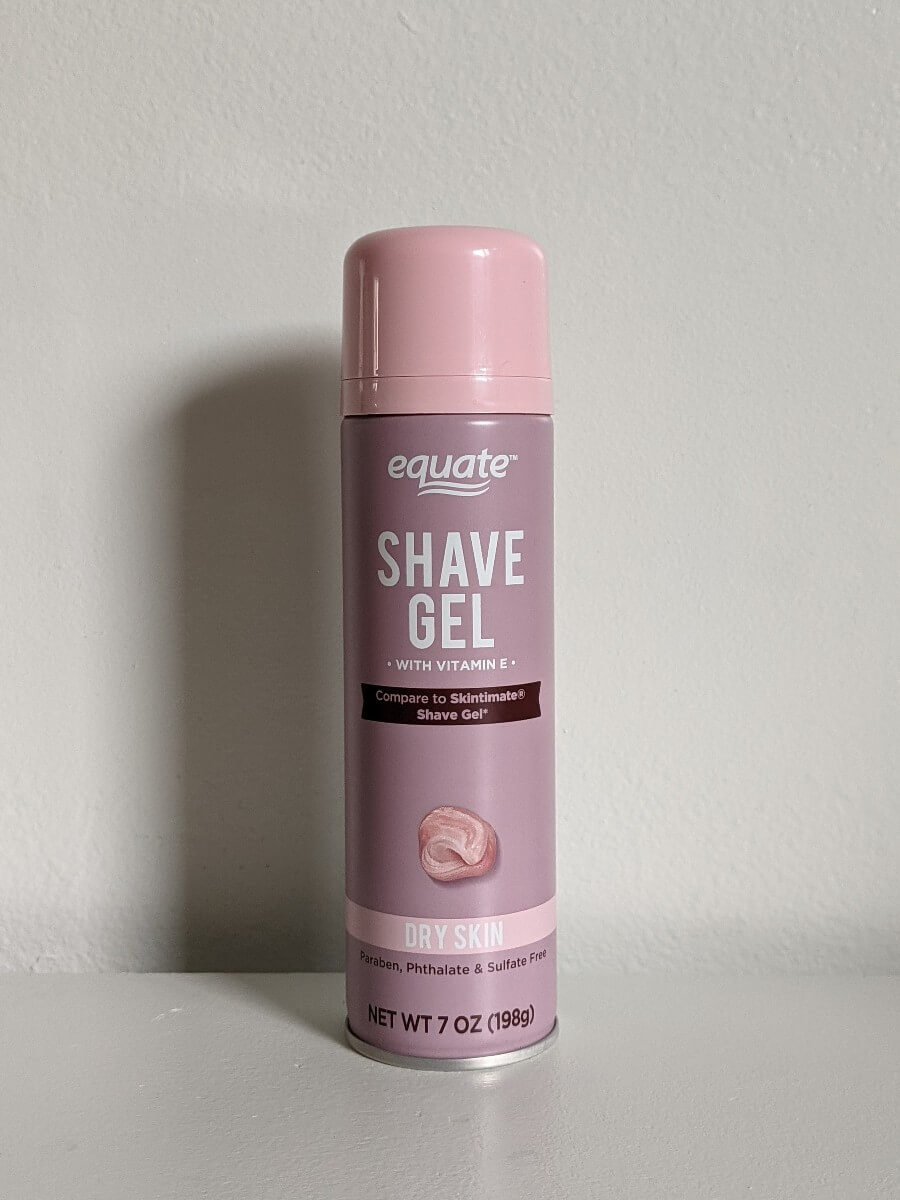 equate™
SHAVE
GEL
• WITH VITAMIN E •
Compare to Skintimate®
Shave Gel*
DRY SKIN
Paraben, Phthalate & Sulfate Free
NET WT 7 OZ (198g)